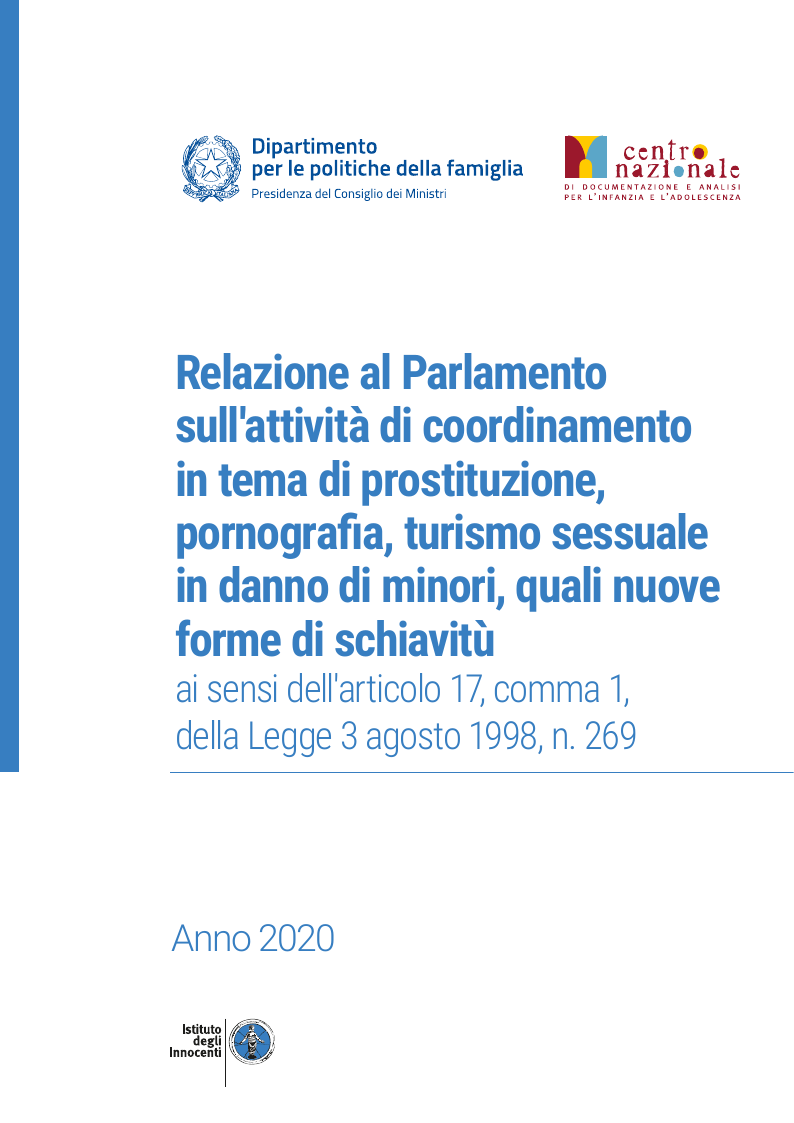 Dipartimento
per le politiche della famiglia
Presidenza del Consiglio dei Ministri
centro
nazionale
DI DOCUMENTAZIONE E ANALISI
PER L'INFANZIA E L'ADOLESCENZA
Relazione al Parlamento
sull'attività di coordinamento
in tema di prostituzione,
pornografia, turismo sessuale
in danno di minori, quali nuove
forme di schiavitù
ai sensi dell'articolo 17, comma 1,
della Legge 3 agosto 1998, n. 269
Anno 2020
Istituto
degli
Innocenti